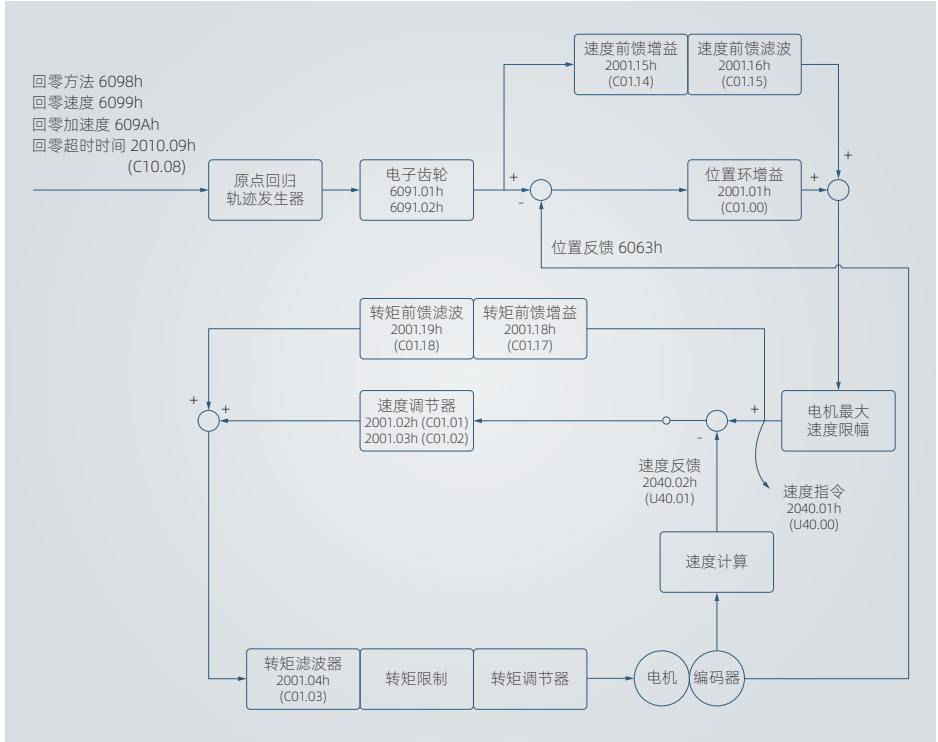 速度前馈增益
2001.15h
(C01.14)
速度前馈滤波
2001.16h
(C01.15)
回零方法 6098h
回零速度 6099h
回零加速度 609Ah
回零超时时间 2010.09h
(C10.08)
原点回归
轨迹发生器
电子齿轮
6091.01h
6091.02h
+
-
位置环增益
2001.01h
(C01.00)
+
+
位置反馈 6063h
转矩前馈滤波
2001.19h
(C01.18)
转矩前馈增益
2001.18h
(C01.17)
+
+
速度调节器
2001.02h (C01.01)
2001.03h (C01.02)
+
-
电机最大
速度限幅
速度反馈
2040.02h
(U40.01)
速度指令
2040.01h
(U40.00)
速度计算
转矩滤波器
2001.04h
(C01.03)
转矩限制
转矩调节器
电机
编码器